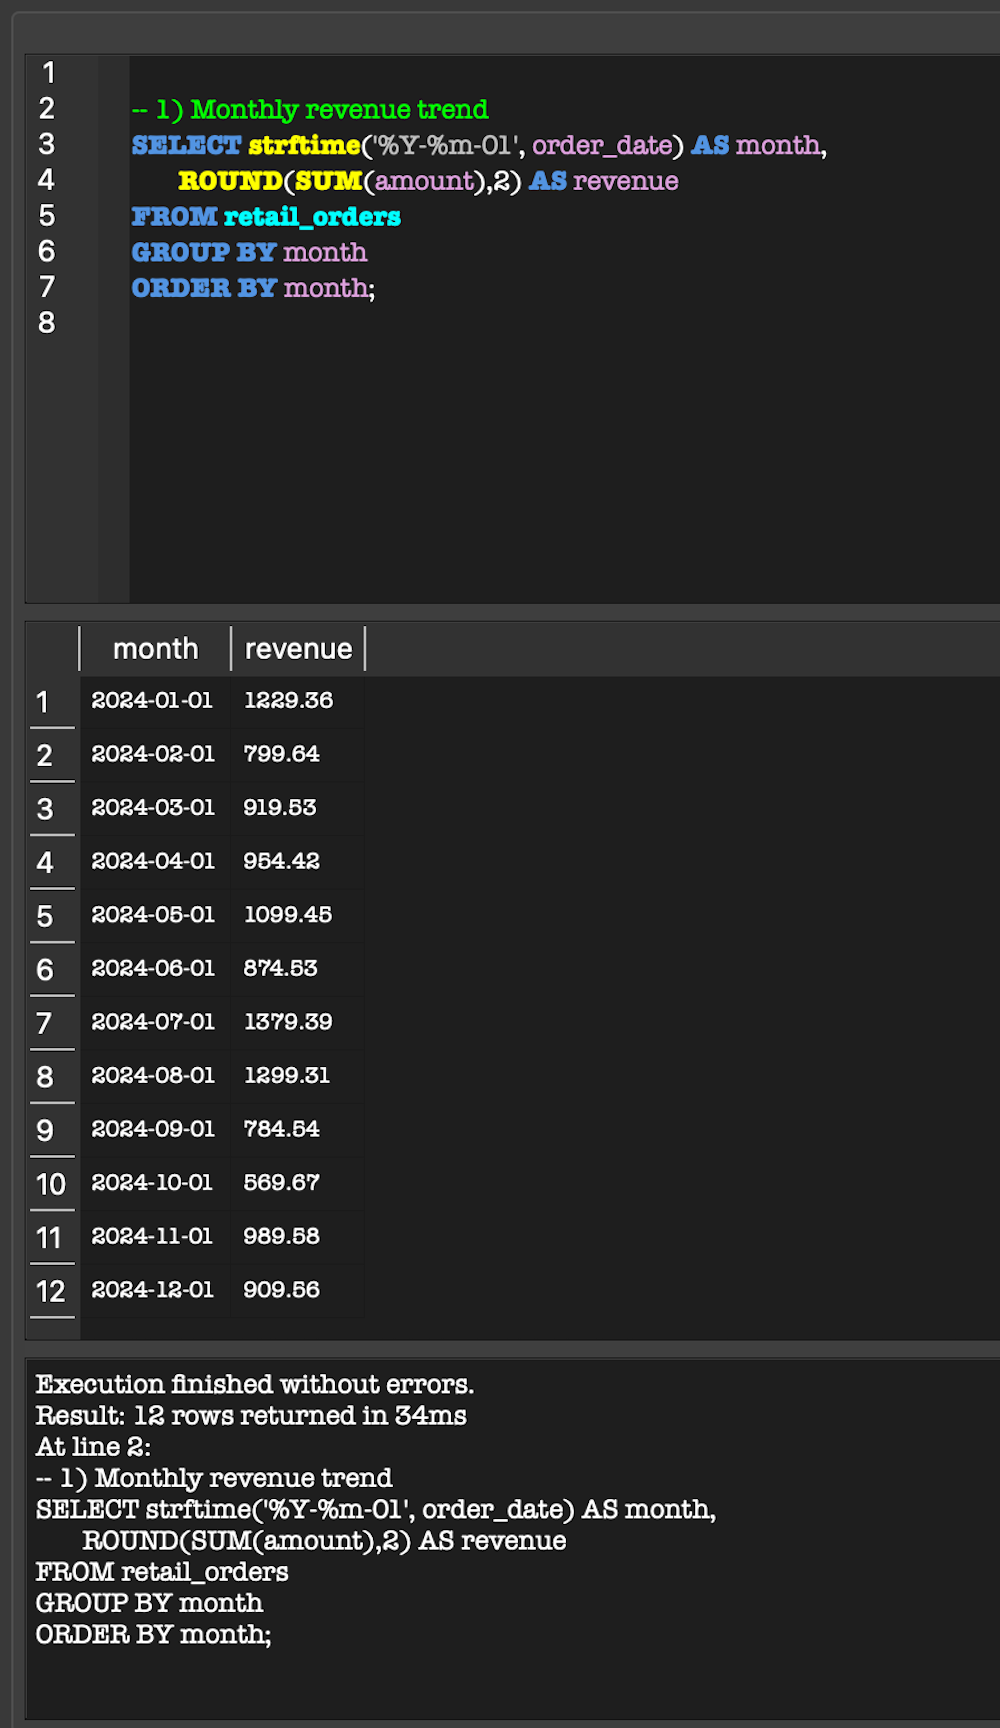 1
2 -- 1) Monthly revenue trend
3 SELECT strftime('%Y-%m-01', order_date) AS month,
4 ROUND(SUM(amount),2) AS revenue
5 FROM retail_orders
6 GROUP BY month
7 ORDER BY month;
8
month revenue
1 2024-01-01 1229.36
2 2024-02-01 799.64
3 2024-03-01 919.53
4 2024-04-01 954.42
5 2024-05-01 1099.45
6 2024-06-01 874.53
7 2024-07-01 1379.39
8 2024-08-01 1299.31
9 2024-09-01 784.54
10 2024-10-01 569.67
11 2024-11-01 989.58
12 2024-12-01 909.56
Execution finished without errors.
Result: 12 rows returned in 34ms
At line 2:
-- 1) Monthly revenue trend
SELECT strftime('%Y-%m-01', order_date) AS month,
ROUND(SUM(amount),2) AS revenue
FROM retail_orders
GROUP BY month
ORDER BY month;